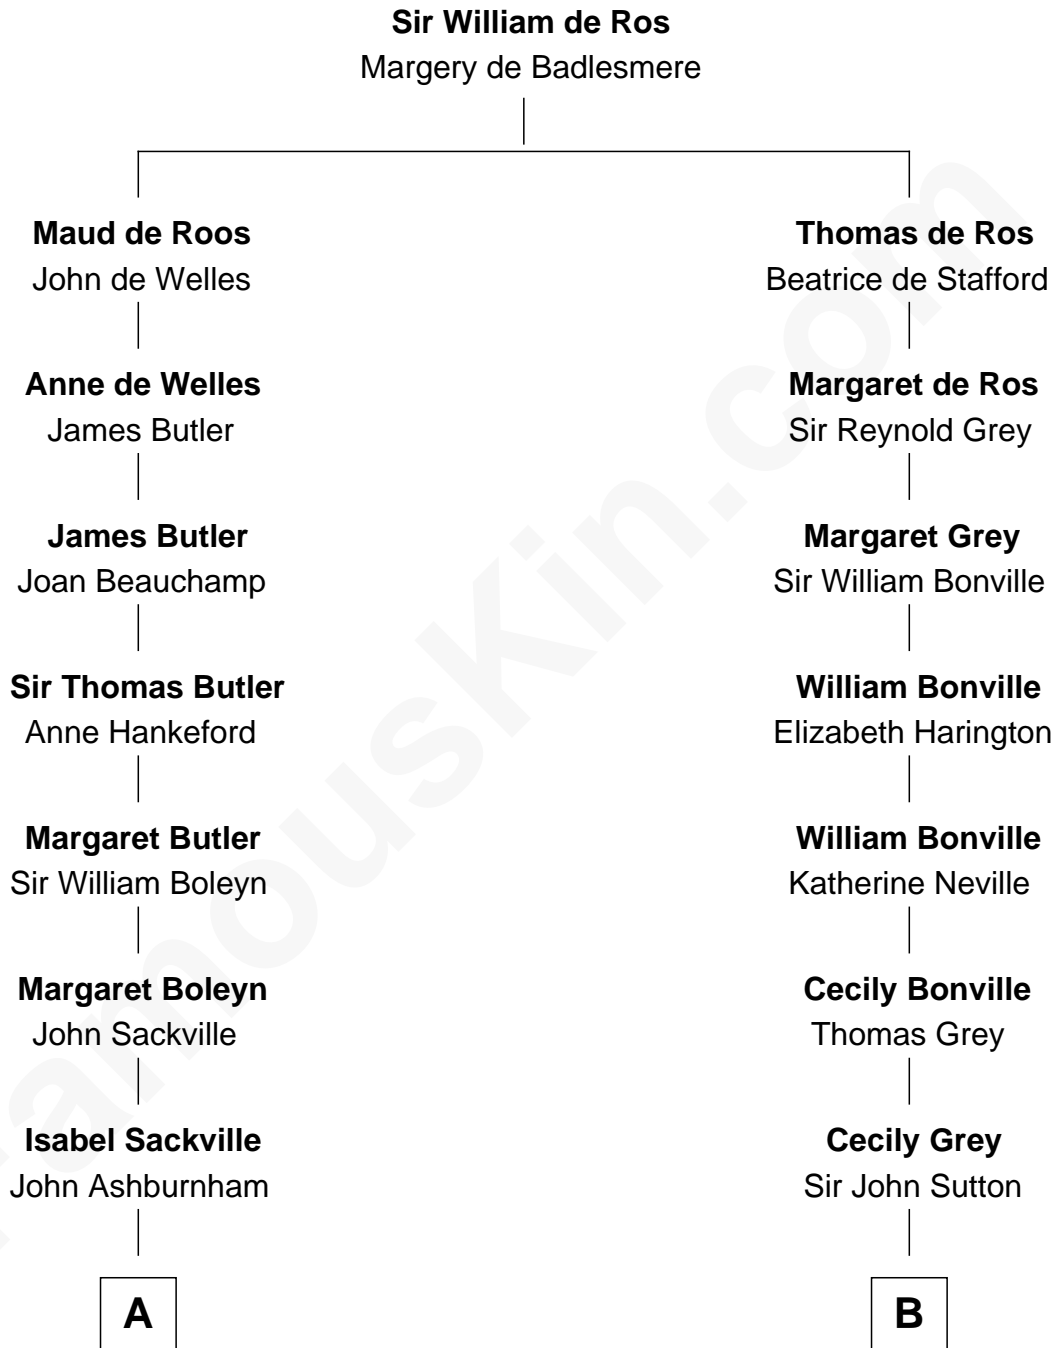 Sir William de Ros
Margery de Badlesmere
Maud de Roos
John de Welles
Thomas de Ros
Beatrice de Stafford
Anne de Welles
James Butler
Margaret de Ros
Sir Reynold Grey
James Butler
Joan Beauchamp
Margaret Grey
Sir William Bonville
Sir Thomas Butler
Anne Hankeford
William Bonville
Elizabeth Harington
Margaret Butler
Sir William Boleyn
William Bonville
Katherine Neville
Margaret Boleyn
John Sackville
Cecily Bonville
Thomas Grey
Isabel Sackville
John Ashburnham
Cecily Grey
Sir John Sutton
A
B
FamousKin.com